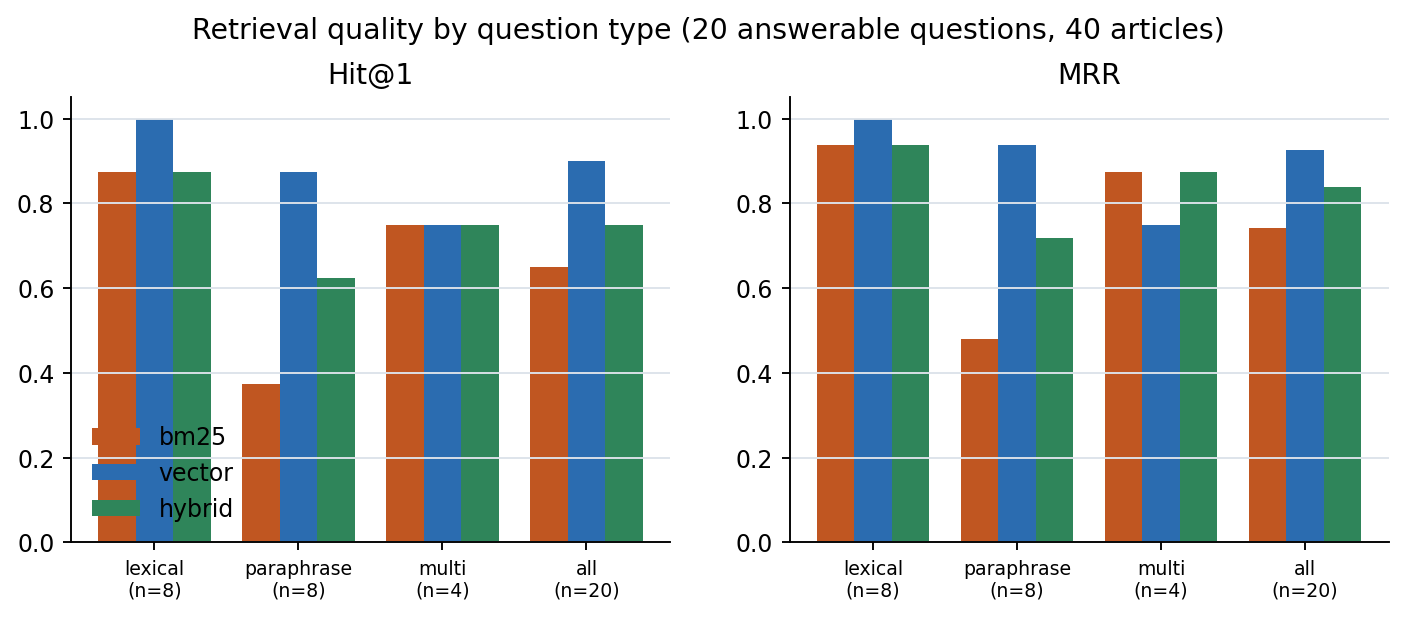 Retrieval quality by question type (20 answerable questions, 40 articles)
Hit@1
1.0
0.8
0.6
0.4
0.2
0.0
bm25
vector
hybrid
lexical
(n=8)
paraphrase
(n=8)
multi
(n=4)
all
(n=20)
MRR
1.0
0.8
0.6
0.4
0.2
0.0
lexical
(n=8)
paraphrase
(n=8)
multi
(n=4)
all
(n=20)